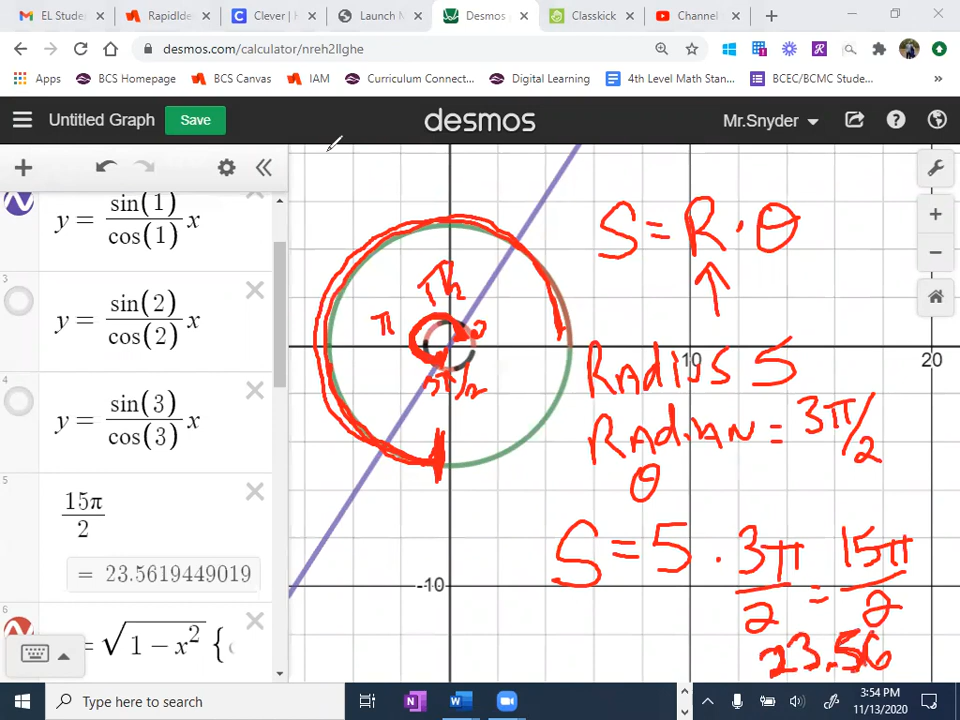 EL Studen
RapidIden
Clever | H
Launch M
Desmos |
Classkick
Channel
desmos.com/calculator/nreh2llghe
Apps
BCS Homepage
BCS Canvas
IAM
Curriculum Connect...
Digital Learning
4th Level Math Stan...
BCEC/BCMC Stude...
»
Untitled Graph
Save
desmos
Mr.Snyder
y = sin(1)/cos(1) x
3
y = sin(2)/cos(2) x
4
y = sin(3)/cos(3) x
5
15π/2
= 23.5619449019
6
= √1 − x² {
π/2
π
0
3π/2
10
20
-10
S = R · θ
RADIUS 5
RADIAN = 3π/2
θ
S = 5 · 3π/2 = 15π/2
23.56
Type here to search
3:54 PM
11/13/2020